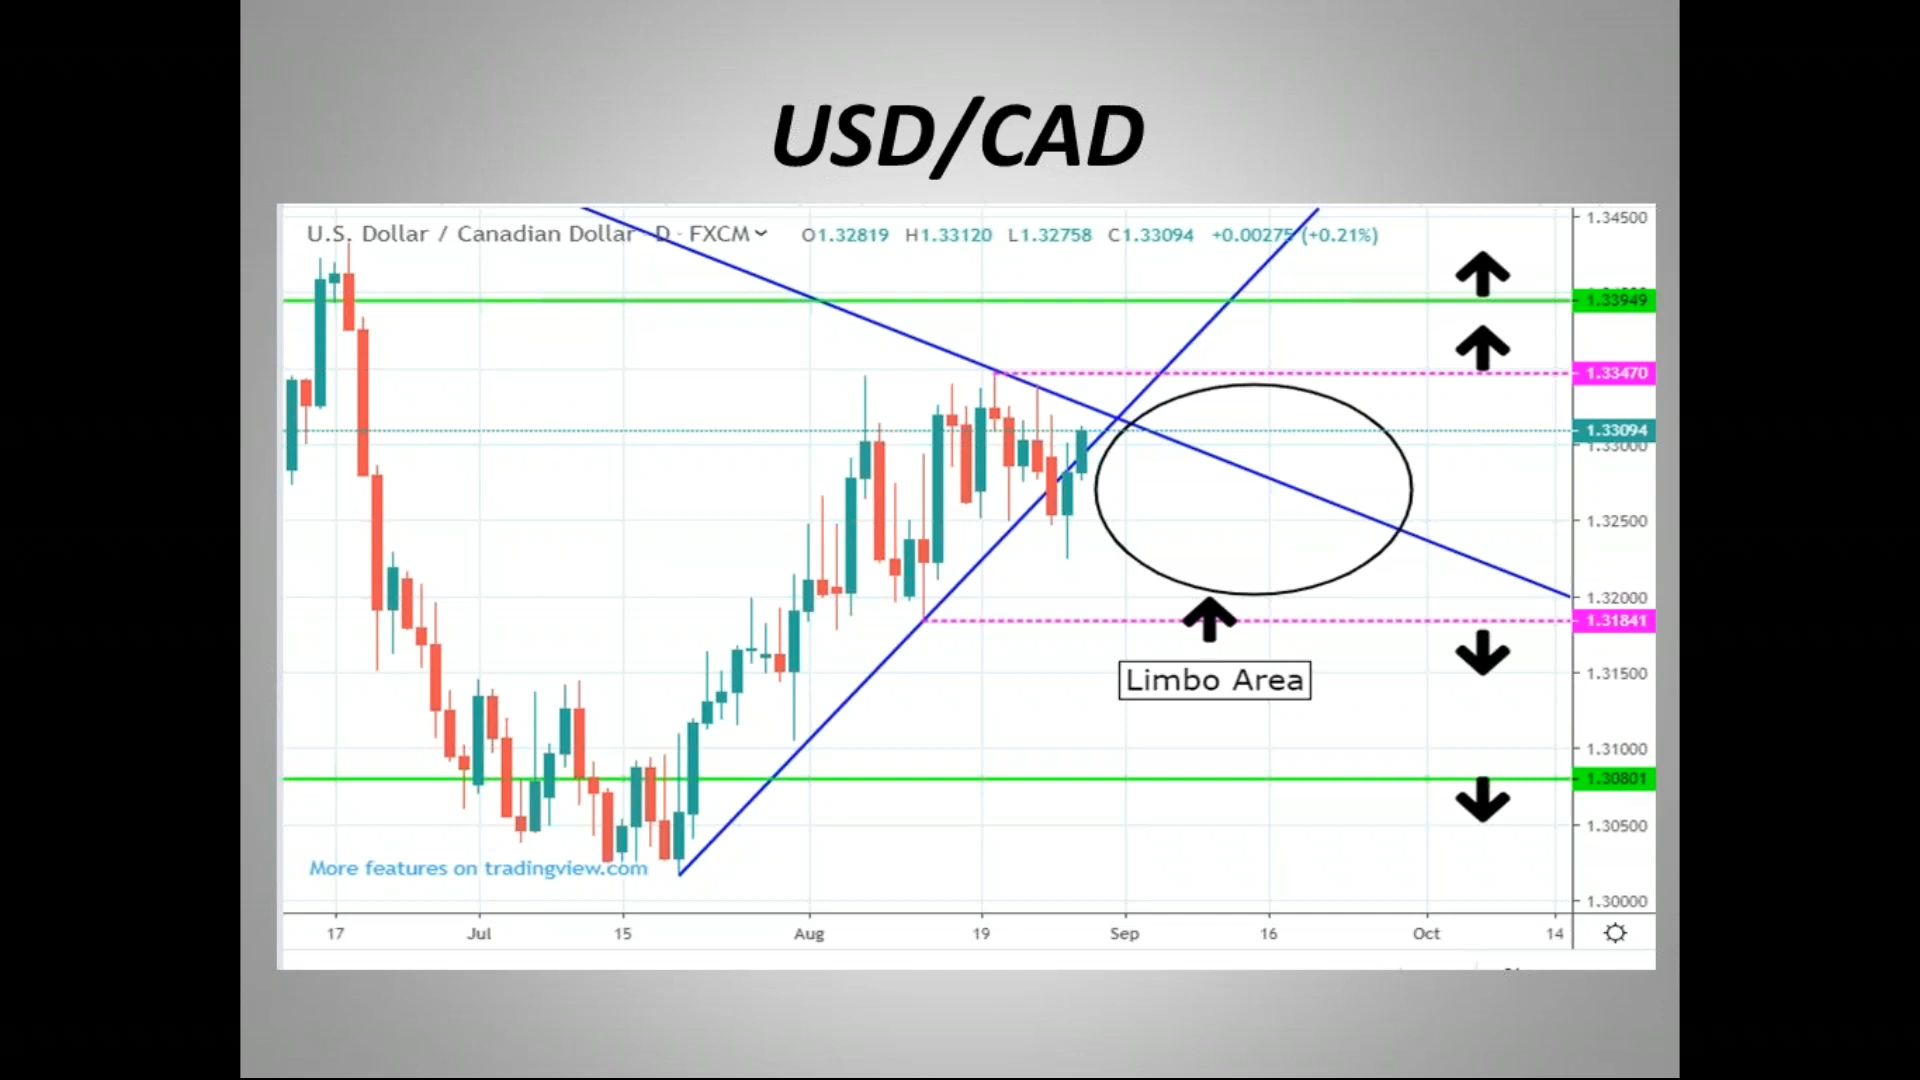 USD/CAD
U.S. Dollar / Canadian Dollar D · FXCM O1.32819 H1.33120 L1.32758 C1.33094 +0.00275 (+0.21%)
1.34500
1.33949
1.33470
1.33094
1.33000
1.32500
1.32000
1.31841
Limbo Area
1.31500
1.31000
1.30801
1.30500
More features on tradingview.com
1.30000
17 Jul 15 Aug 19 Sep 16 Oct 14